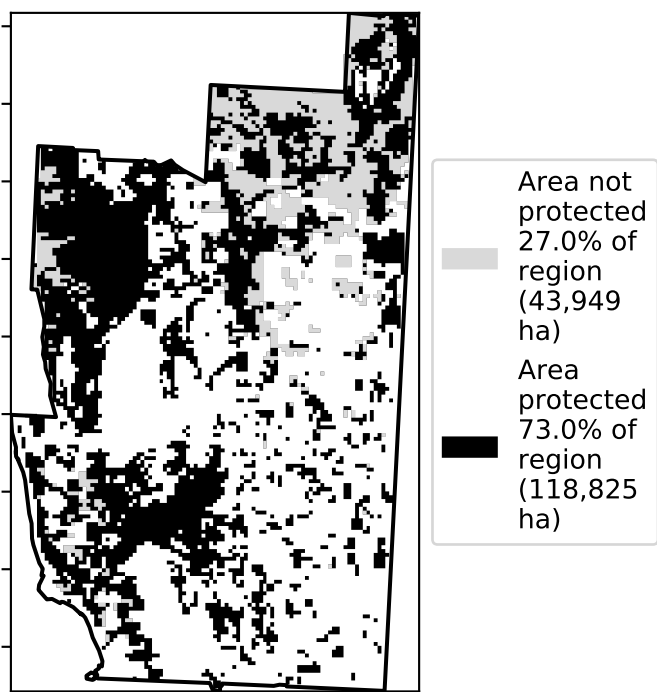 Area not
protected
27.0% of
region
(43,949
ha)
Area
protected
73.0% of
region
(118,825
ha)